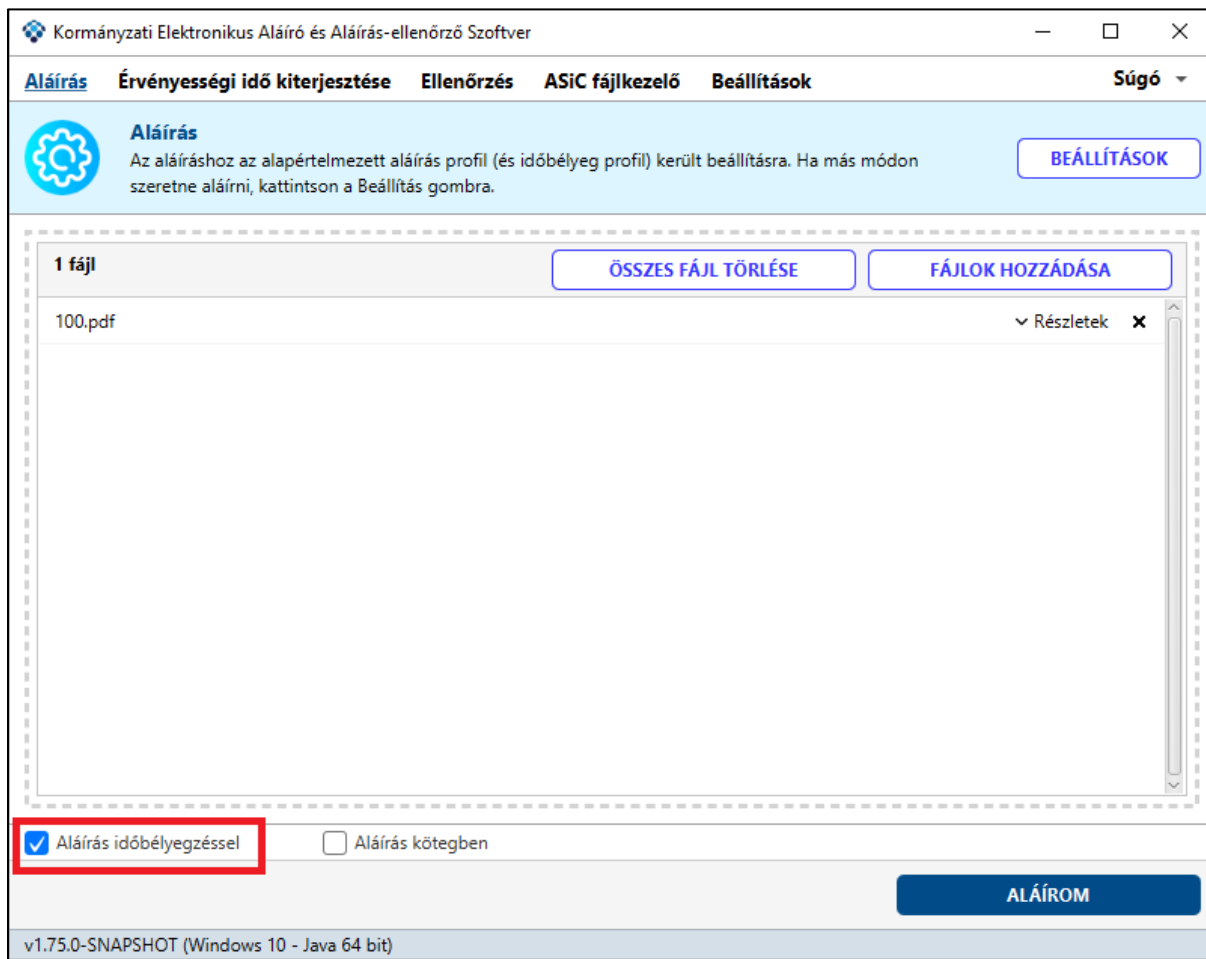 Kormányzati Elektronikus Aláíró és Aláírás-ellenőrző Szoftver
Aláírás Érvényességi idő kiterjesztése Ellenőrzés ASiC fájlkezelő Beállítások Súgó
Aláírás
Az aláíráshoz az alapértelmezett aláírás profil (és időbélyeg profil) került beállításra. Ha más módon
szeretne aláírni, kattintson a Beállítás gombra.
BEÁLLÍTÁSOK
1 fájl ÖSSZES FÁJL TÖRLÉSE FÁJLOK HOZZÁDÁSA
100.pdf Részletek
Aláírás időbélyegzéssel Aláírás kötegben
ALÁÍROM
v1.75.0-SNAPSHOT (Windows 10 - Java 64 bit)